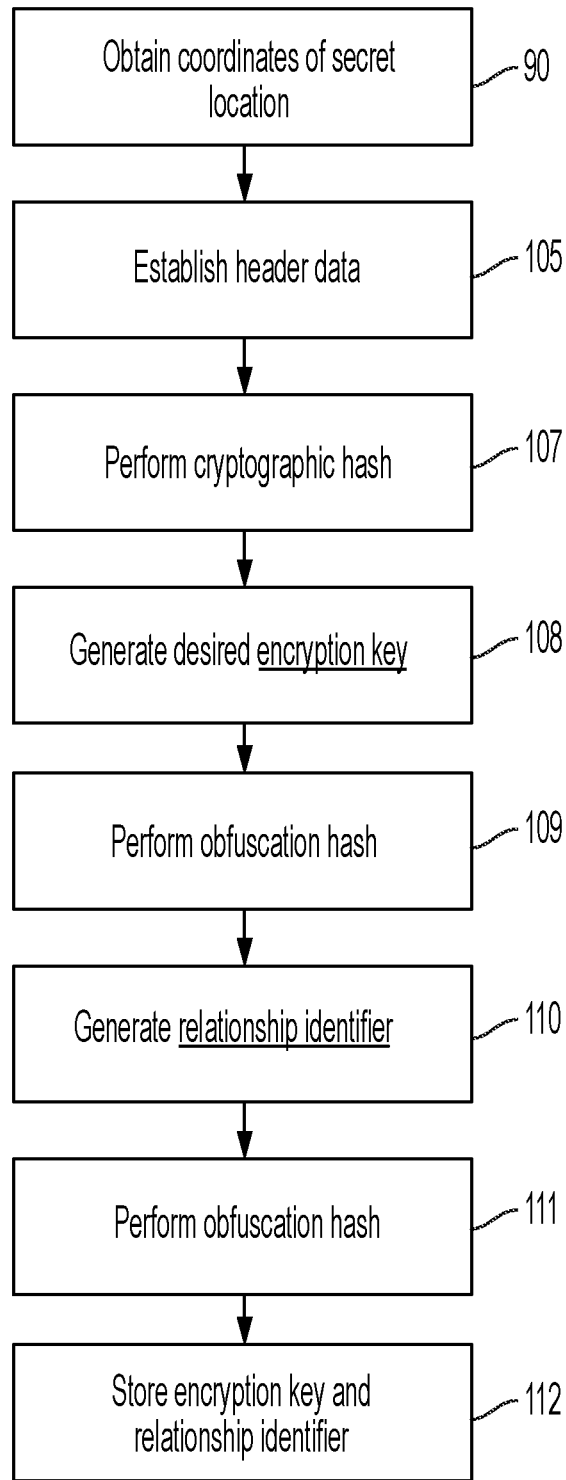 Obtain coordinates of secret
location
90
Establish header data
105
Perform cryptographic hash
107
Generate desired encryption key
108
Perform obfuscation hash
109
Generate relationship identifier
110
Perform obfuscation hash
111
Store encryption key and
relationship identifier
112